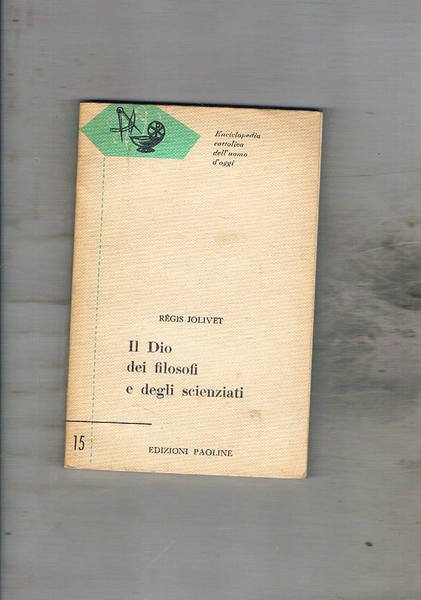 Enciclopedia
cattolica
dell'uomo
d'oggi
RÉGIS JOLIVET
Il Dio
dei filosofi
e degli scienziati
15
EDIZIONI PAOLINE